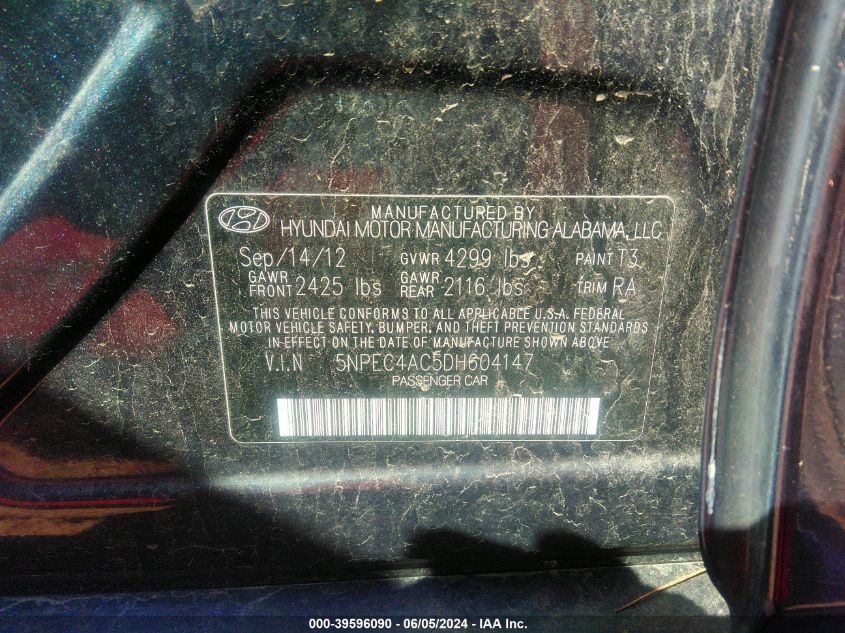 MANUFACTURED BY
HYUNDAI MOTOR MANUFACTURING ALABAMA, LLC
Sep/14/12 GVWR 4299 lbs PAINT T3
GAWR FRONT 2425 lbs GAWR REAR 2116 lbs TRIM RA
THIS VEHICLE CONFORMS TO ALL APPLICABLE U.S.A. FEDERAL
MOTOR VEHICLE SAFETY, BUMPER, AND THEFT PREVENTION STANDARDS
IN EFFECT ON THE DATE OF MANUFACTURE SHOWN ABOVE.
V.I.N 5NPEC4AC5DH604147
PASSENGER CAR
000-39596090 - 06/05/2024 - IAA Inc.